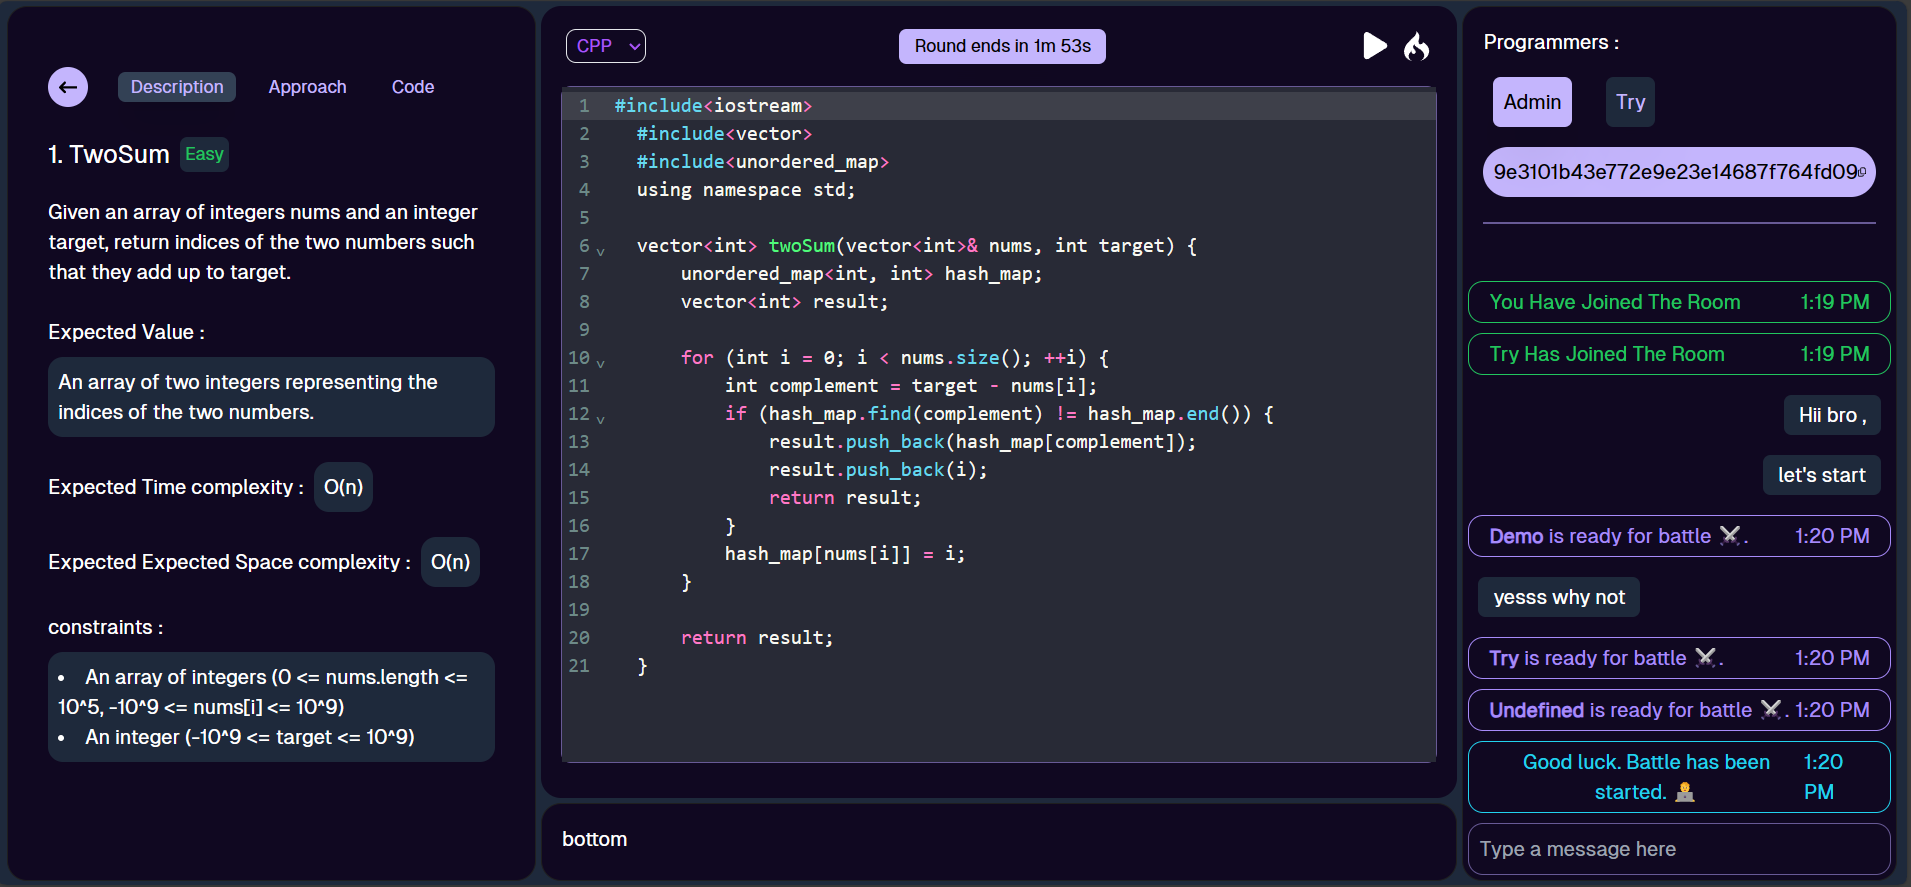 Description Approach Code
1. TwoSum Easy
Given an array of integers nums and an integer
target, return indices of the two numbers such
that they add up to target.
Expected Value :
An array of two integers representing the
indices of the two numbers.
Expected Time complexity : O(n)
Expected Expected Space complexity : O(n)
constraints :
• An array of integers (0 <= nums.length <=
10^5, -10^9 <= nums[i] <= 10^9)
• An integer (-10^9 <= target <= 10^9)
CPP
Round ends in 1m 53s
1 #include<iostream>
2 #include<vector>
3 #include<unordered_map>
4 using namespace std;
5
6 vector<int> twoSum(vector<int>& nums, int target) {
7 unordered_map<int, int> hash_map;
8 vector<int> result;
9
10 for (int i = 0; i < nums.size(); ++i) {
11 int complement = target - nums[i];
12 if (hash_map.find(complement) != hash_map.end()) {
13 result.push_back(hash_map[complement]);
14 result.push_back(i);
15 return result;
16 }
17 hash_map[nums[i]] = i;
18 }
19
20 return result;
21 }
bottom
Programmers :
Admin Try
9e3101b43e772e9e23e14687f764fd09
You Have Joined The Room 1:19 PM
Try Has Joined The Room 1:19 PM
Hii bro ,
let's start
Demo is ready for battle ⚔️. 1:20 PM
yesss why not
Try is ready for battle ⚔️. 1:20 PM
Undefined is ready for battle ⚔️. 1:20 PM
Good luck. Battle has been 1:20
started. 🧑‍💻 PM
Type a message here